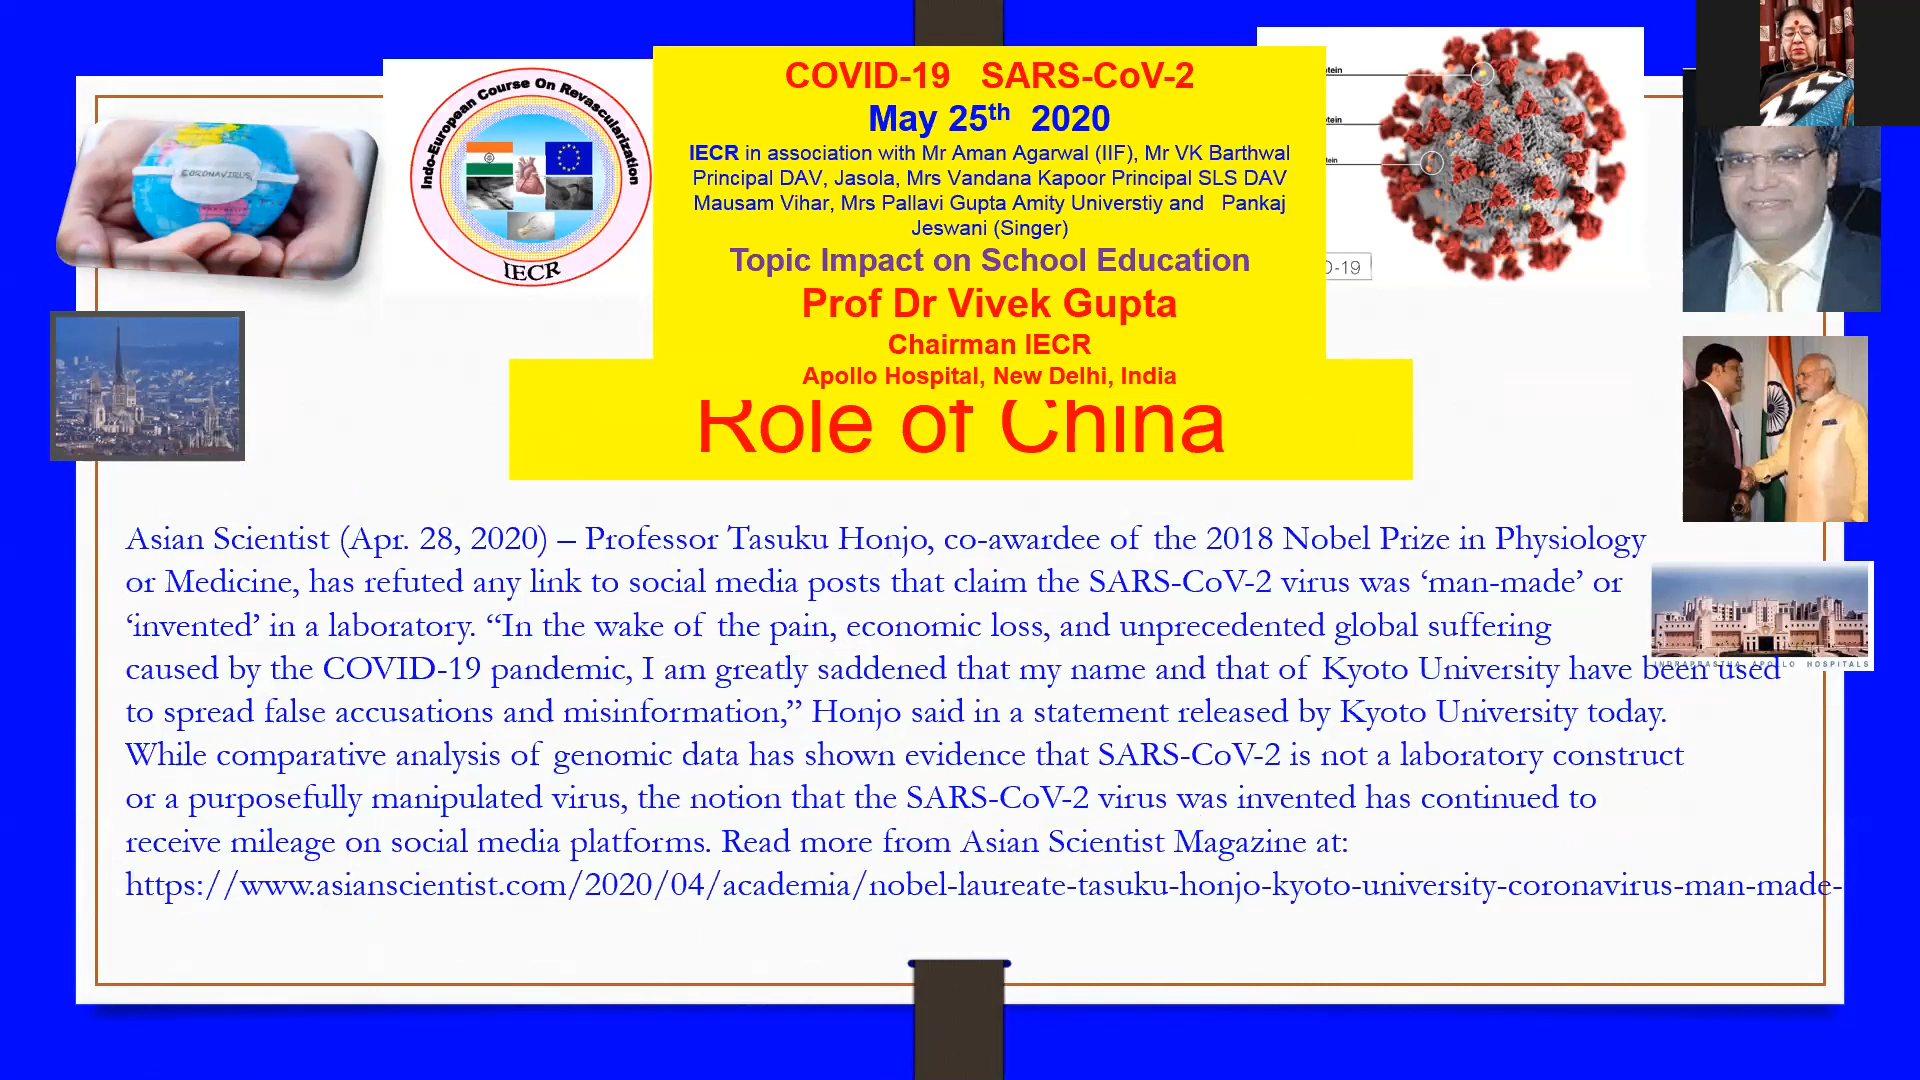 COVID-19 SARS-CoV-2
May 25th 2020
IECR in association with Mr Aman Agarwal (IIF), Mr VK Barthwal
Principal DAV, Jasola, Mrs Vandana Kapoor Principal SLS DAV
Mausam Vihar, Mrs Pallavi Gupta Amity Universtiy and Pankaj
Jeswani (Singer)
Topic Impact on School Education
Prof Dr Vivek Gupta
Chairman IECR
Apollo Hospital, New Delhi, India
Role of China
Indo-European Course On Revascularization
IECR
CORONAVIRUS
tein
tein
tein
D-19
Asian Scientist (Apr. 28, 2020) – Professor Tasuku Honjo, co-awardee of the 2018 Nobel Prize in Physiology
or Medicine, has refuted any link to social media posts that claim the SARS-CoV-2 virus was ‘man-made’ or
‘invented’ in a laboratory. “In the wake of the pain, economic loss, and unprecedented global suffering
caused by the COVID-19 pandemic, I am greatly saddened that my name and that of Kyoto University have been used
to spread false accusations and misinformation,” Honjo said in a statement released by Kyoto University today.
While comparative analysis of genomic data has shown evidence that SARS-CoV-2 is not a laboratory construct
or a purposefully manipulated virus, the notion that the SARS-CoV-2 virus was invented has continued to
receive mileage on social media platforms. Read more from Asian Scientist Magazine at:
https://www.asianscientist.com/2020/04/academia/nobel-laureate-tasuku-honjo-kyoto-university-coronavirus-man-made-
INDRAPRASTHA APOLLO HOSPITALS